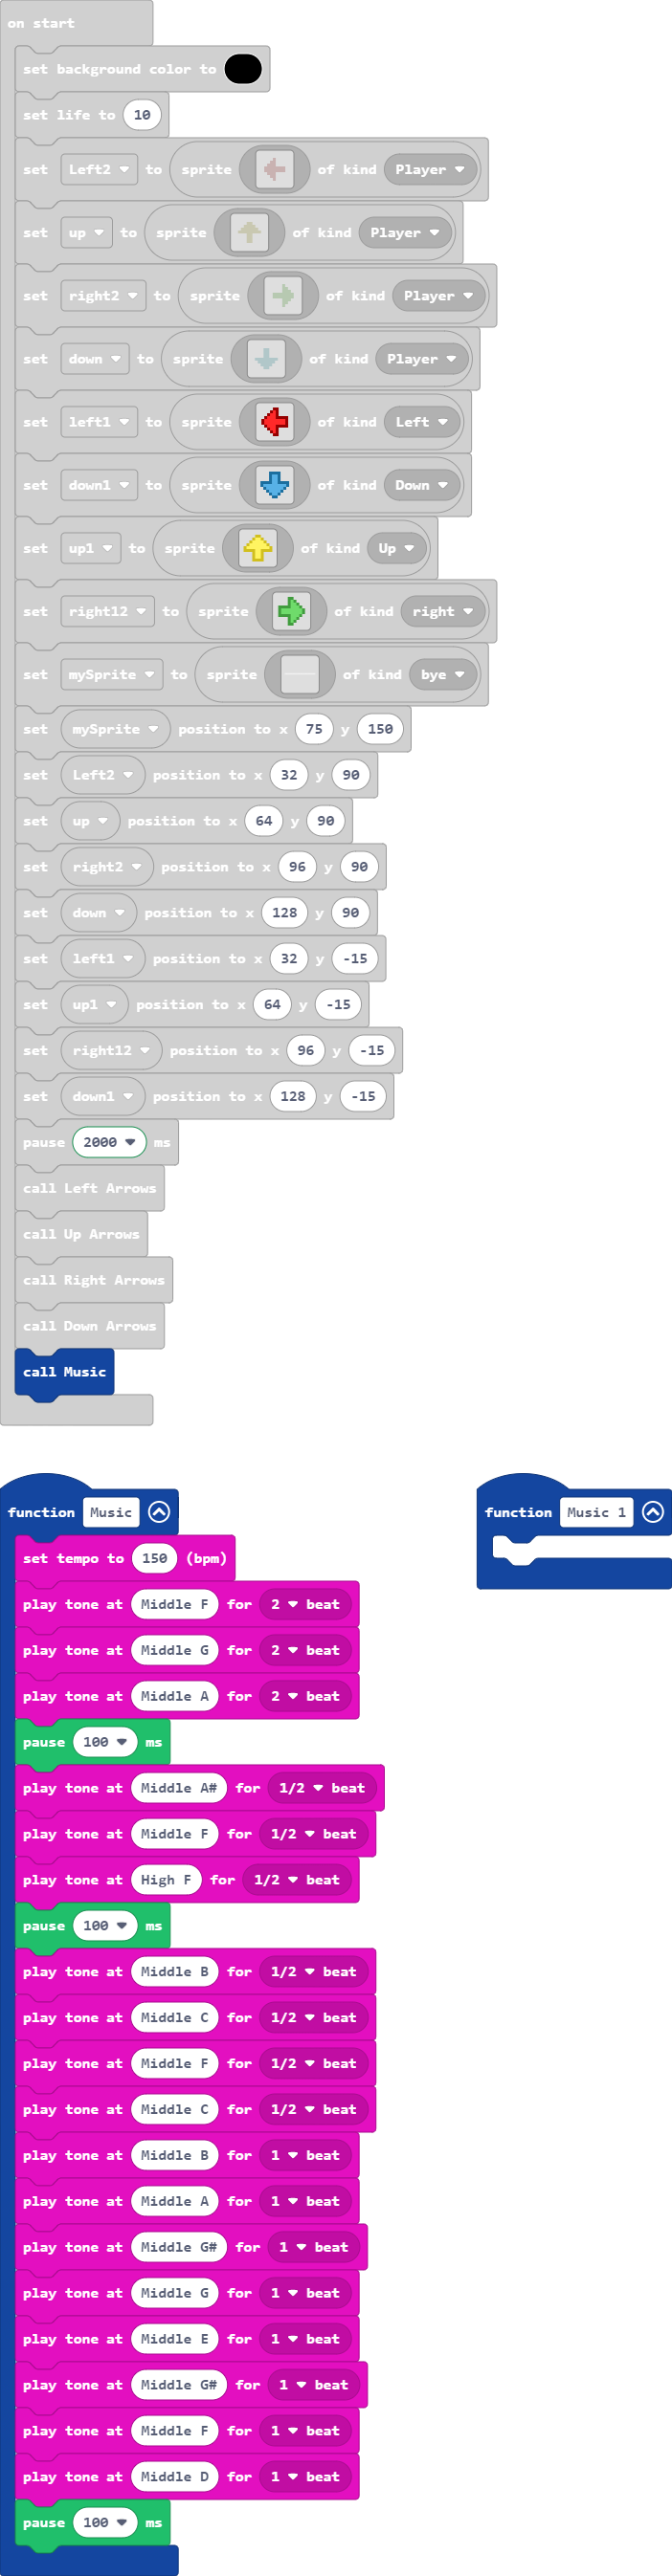 on start
set background color to
set life to 10
set Left2 to sprite of kind Player
set up to sprite of kind Player
set right2 to sprite of kind Player
set down to sprite of kind Player
set left1 to sprite of kind Left
set down1 to sprite of kind Down
set up1 to sprite of kind Up
set right12 to sprite of kind right
set mySprite to sprite of kind bye
set mySprite position to x 75 y 150
set Left2 position to x 32 y 90
set up position to x 64 y 90
set right2 position to x 96 y 90
set down position to x 128 y 90
set left1 position to x 32 y -15
set up1 position to x 64 y -15
set right12 position to x 96 y -15
set down1 position to x 128 y -15
pause 2000 ms
call Left Arrows
call Up Arrows
call Right Arrows
call Down Arrows
call Music
function Music
set tempo to 150 (bpm)
play tone at Middle F for 2 beat
play tone at Middle G for 2 beat
play tone at Middle A for 2 beat
pause 100 ms
play tone at Middle A# for 1/2 beat
play tone at Middle F for 1/2 beat
play tone at High F for 1/2 beat
pause 100 ms
play tone at Middle B for 1/2 beat
play tone at Middle C for 1/2 beat
play tone at Middle F for 1/2 beat
play tone at Middle C for 1/2 beat
play tone at Middle B for 1 beat
play tone at Middle A for 1 beat
play tone at Middle G# for 1 beat
play tone at Middle G for 1 beat
play tone at Middle E for 1 beat
play tone at Middle G# for 1 beat
play tone at Middle F for 1 beat
play tone at Middle D for 1 beat
pause 100 ms
function Music 1